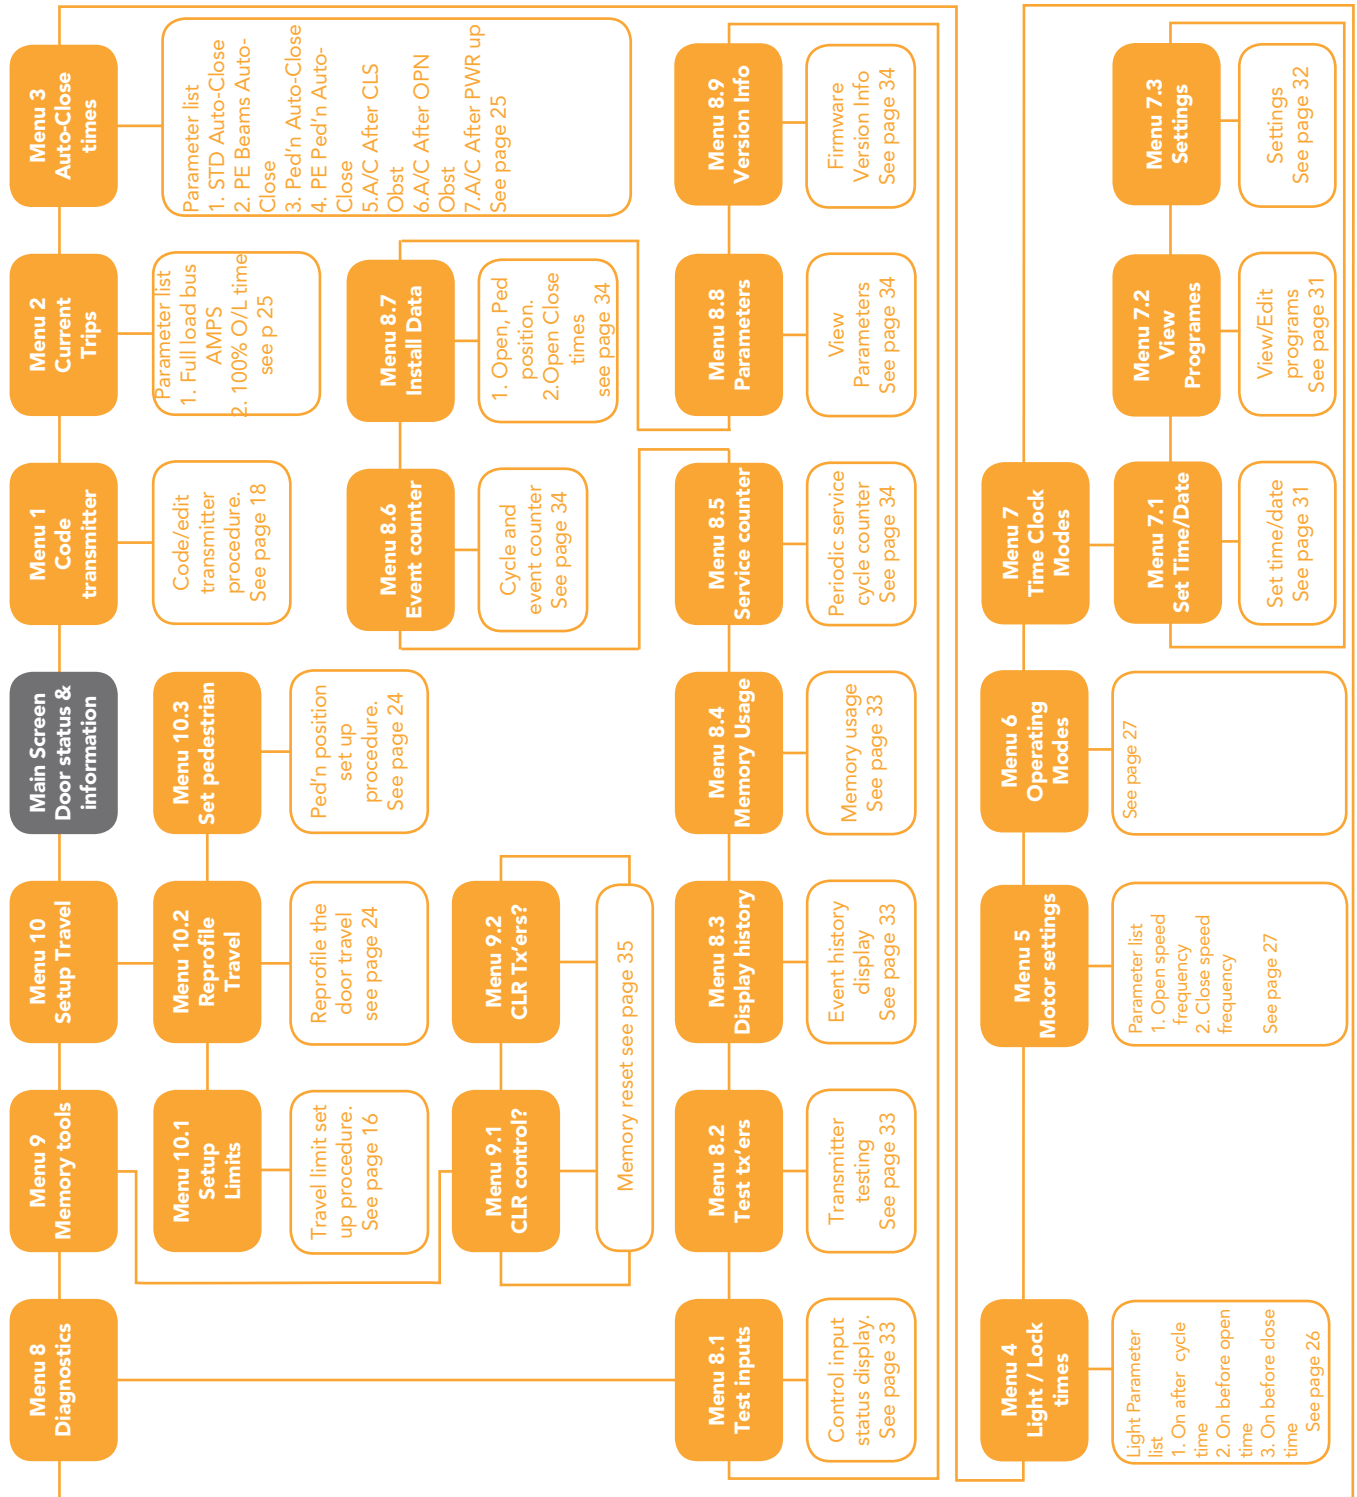 Menu 8
Diagnostics
Menu 9
Memory tools
Menu 10
Setup Travel
Main Screen
Door status &
information
Menu 1
Code
transmitter
Menu 2
Current
Trips
Menu 3
Auto-Close
times
Menu 10.1
Setup
Limits
Menu 10.2
Reprofile
Travel
Menu 10.3
Set pedestrian
Code/edit
transmitter
procedure.
See page 18
Parameter list
1. Full load bus
AMPS
2. 100% O/L time
see p 25
Parameter list
1. STD Auto-Close
2. PE Beams Auto-
Close
3. Ped'n Auto-Close
4. PE Ped'n Auto-
Close
5.A/C After CLS
Obst
6.A/C After OPN
Obst
7.A/C After PWR up
See page 25
Travel limit set
up procedure.
See page 16
Reprofile the
door travel
see page 24
Ped'n position
set up
procedure.
See page 24
Menu 8.6
Event counter
Menu 8.7
Install Data
Menu 9.1
CLR control?
Menu 9.2
CLR Tx'ers?
Cycle and
event counter
See page 34
1. Open, Ped
position.
2.Open Close
times
see page 34
Memory reset see page 35
Menu 8.1
Test inputs
Menu 8.2
Test tx'ers
Menu 8.3
Display history
Menu 8.4
Memory Usage
Menu 8.5
Service counter
Menu 8.8
Parameters
Menu 8.9
Version Info
Control input
status display.
See page 33
Transmitter
testing
See page 33
Event history
display
See page 33
Memory usage
See page 33
Periodic service
cycle counter
See page 34
View
Parameters
See page 34
Firmware
Version Info
See page 34
Menu 4
Light / Lock
times
Menu 5
Motor settings
Menu 6
Operating
Modes
Menu 7
Time Clock
Modes
Light Parameter
list
1. On after  cycle
time
2. On before open
time
3. On before close
time
See page 26
Parameter list
1. Open speed
frequency
2. Close speed
frequency
See page 27
See page 27
Menu 7.1
Set Time/Date
Menu 7.2
View
Programes
Menu 7.3
Settings
Set time/date
See page 31
View/Edit
programs
See page 31
Settings
See page 32